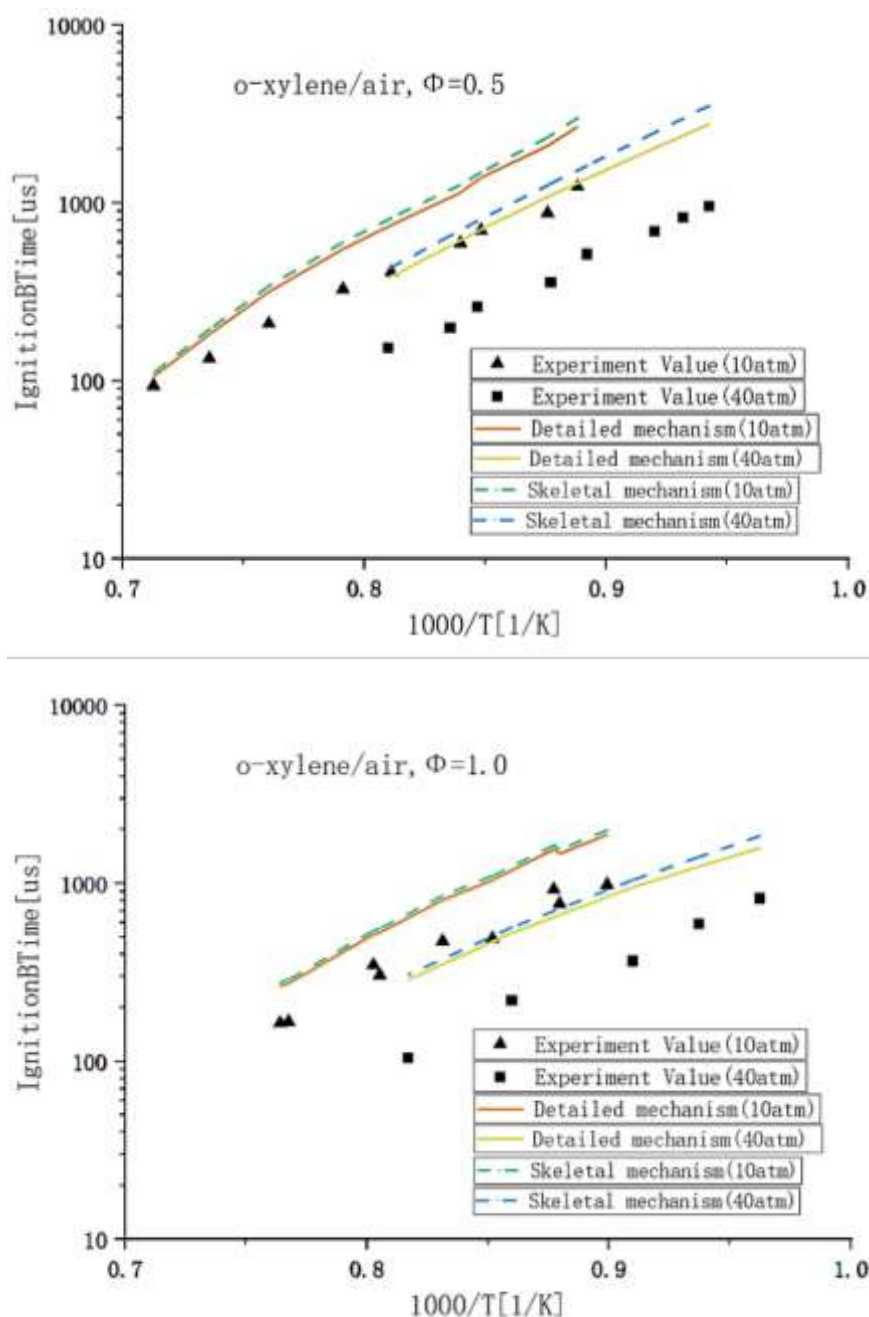 10000
o-xylene/air, Φ=0.5
1000
IgnitionBTime[us]
100
Experiment Value(10atm)
Experiment Value(40atm)
Detailed mechanism(10atm)
Detailed mechanism(40atm)
Skeletal mechanism(10atm)
Skeletal mechanism(40atm)
10
0.7 0.8 0.9 1.0
1000/T[1/K]
10000
o-xylene/air, Φ=1.0
1000
IgnitionBTime[us]
100
Experiment Value(10atm)
Experiment Value(40atm)
Detailed mechanism(10atm)
Detailed mechanism(40atm)
Skeletal mechanism(10atm)
Skeletal mechanism(40atm)
10
0.7 0.8 0.9 1.0
1000/T[1/K]